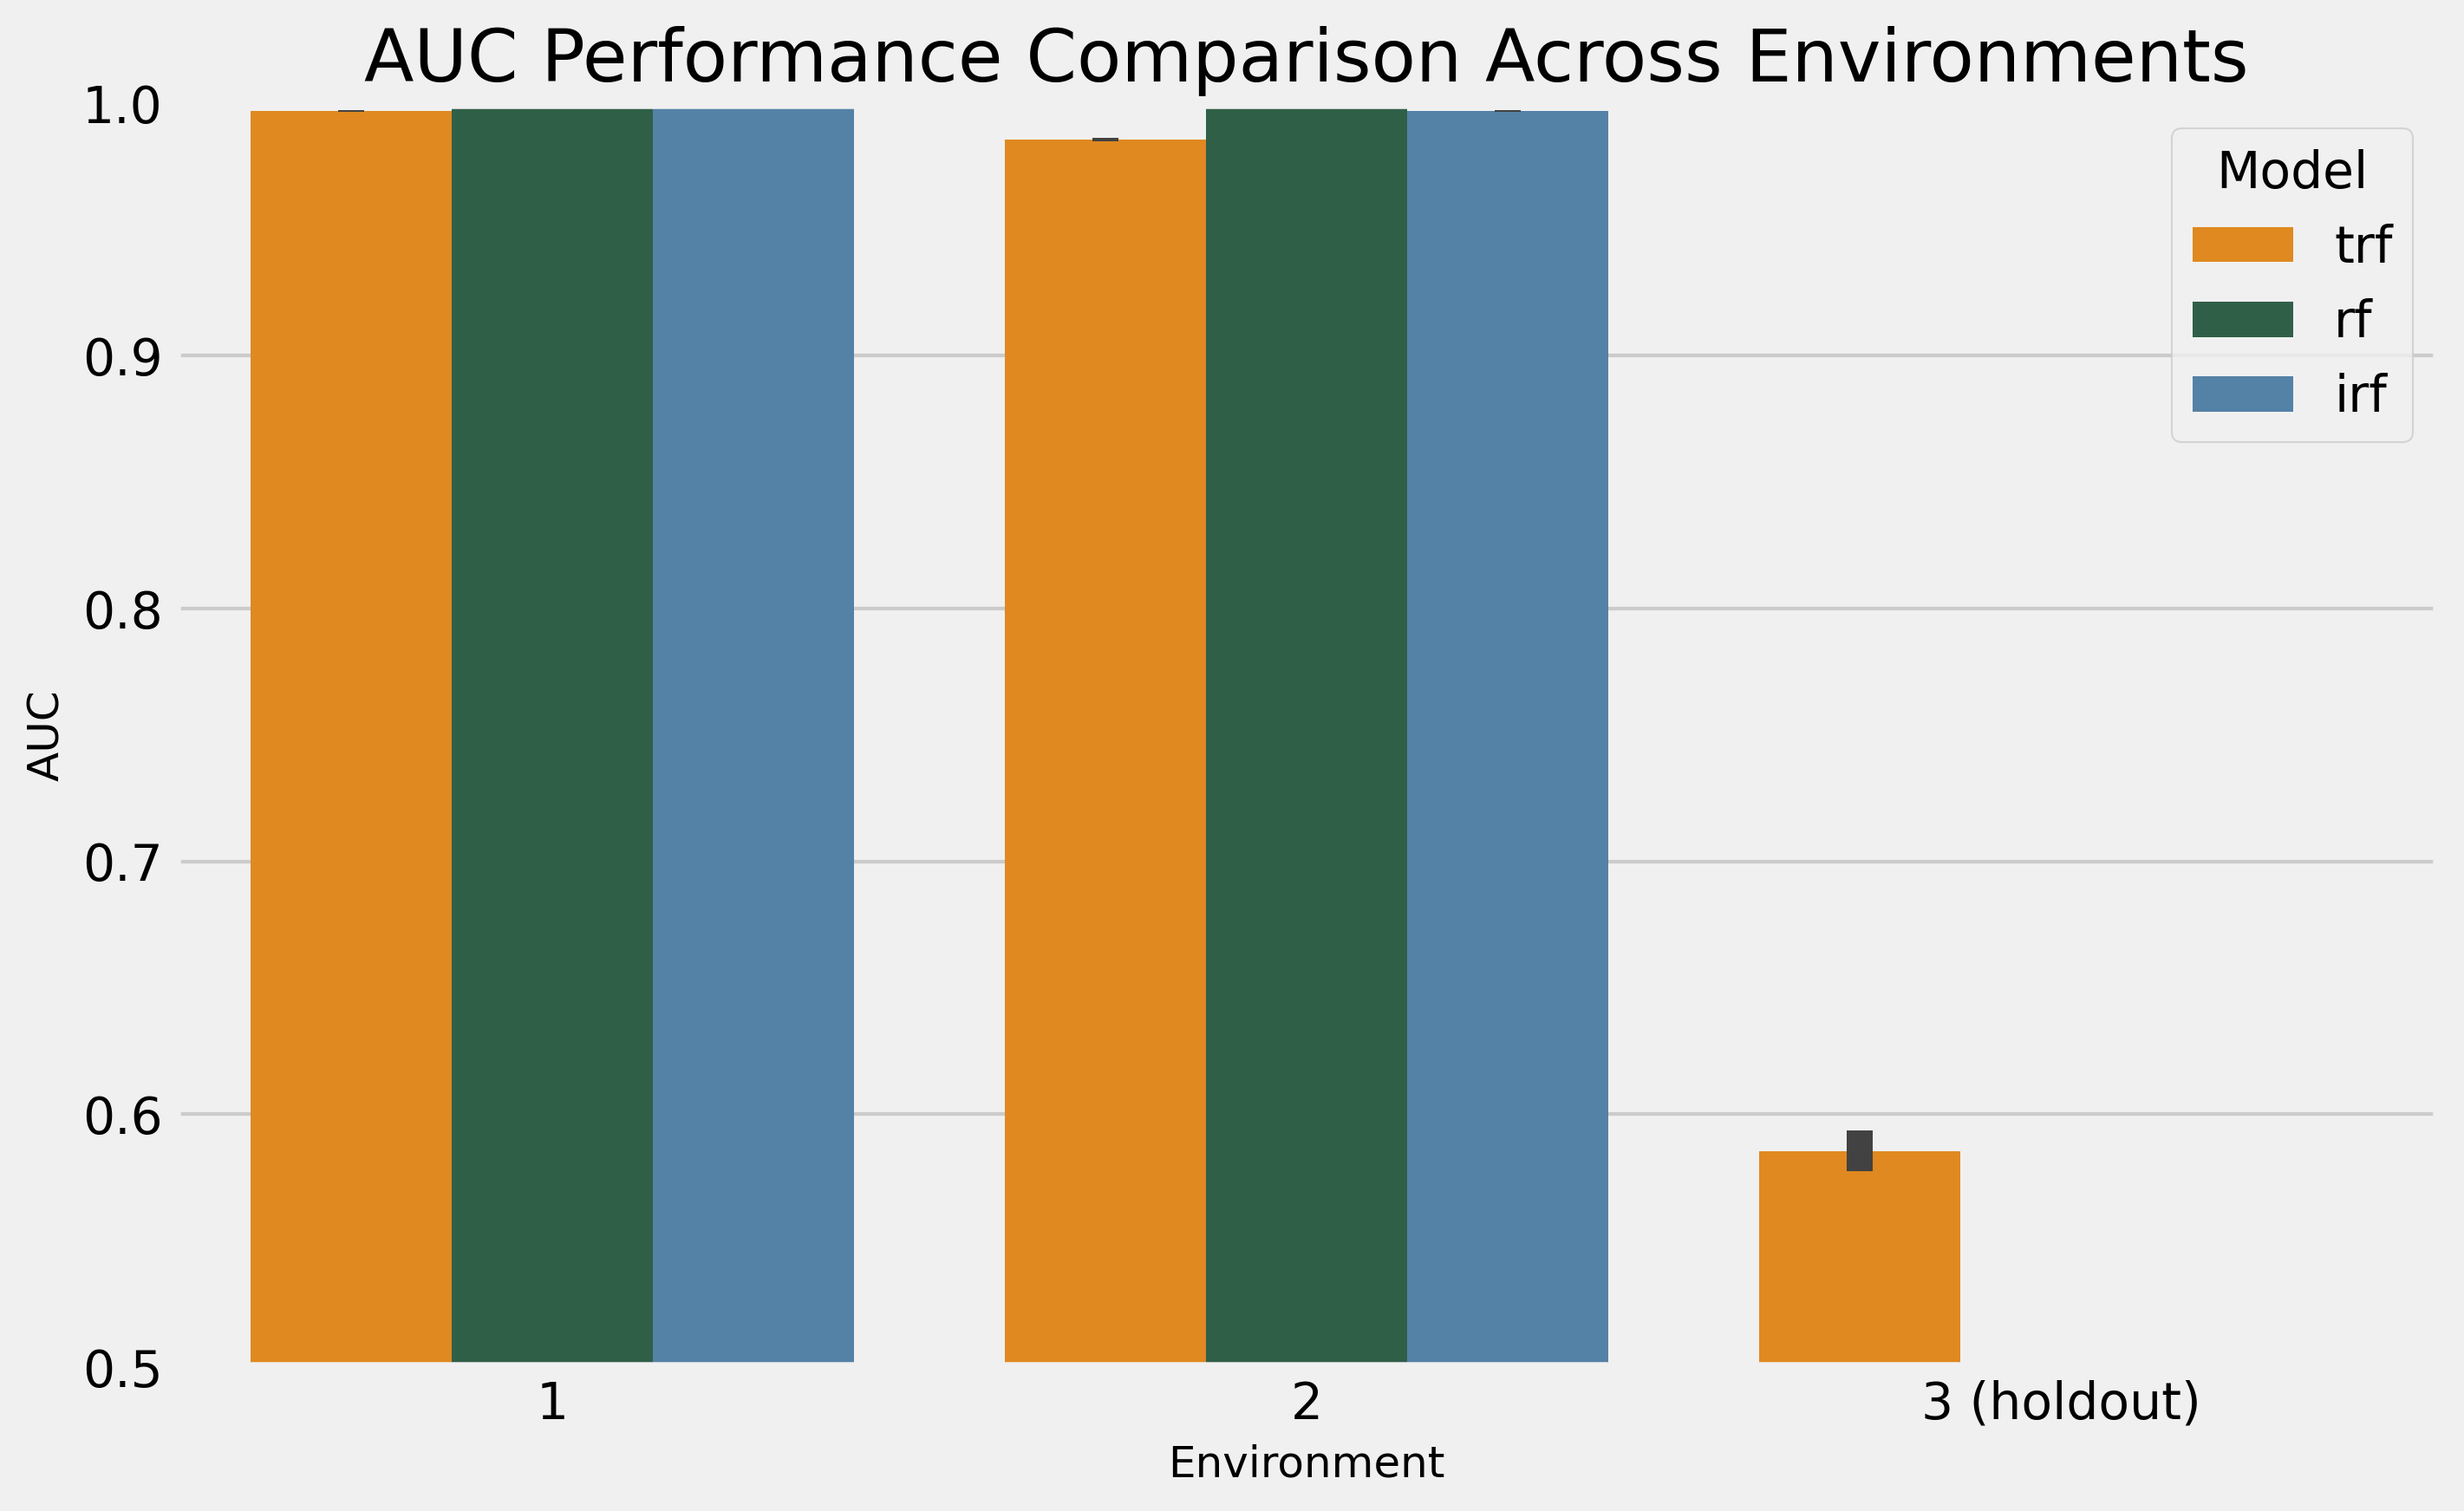 AUC Performance Comparison Across Environments
1.0
0.9
0.8
0.7
0.6
0.5
AUC
Model
trf
rf
irf
1
2
3 (holdout)
Environment